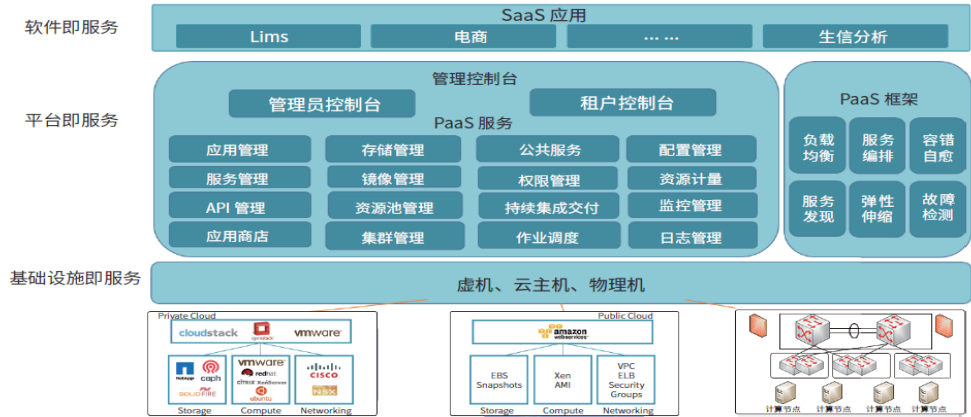 SaaS 应用
软件即服务
Lims
电商
... ...
生信分析
管理控制台
管理员控制台
租户控制台
PaaS 框架
平台即服务
PaaS 服务
应用管理
存储管理
公共服务
配置管理
服务管理
镜像管理
权限管理
资源计量
API 管理
资源池管理
持续集成交付
监控管理
应用商店
集群管理
作业调度
日志管理
负载
均衡
服务
编排
容错
自愈
服务
发现
弹性
伸缩
故障
检测
基础设施即服务
虚机、云主机、物理机
Private Cloud
cloudstack
openstack
vmware
NetApp
ceph
SOLIDFIRE
vmware
redhat
citrix XenServer
ubuntu
CISCO
NSX
Storage
Compute
Networking
Public Cloud
amazon
webservices
EBS
Snapshots
Xen
AMI
VPC
ELB
Security
Groups
Storage
Compute
Networking
计算节点
计算节点
计算节点
计算节点